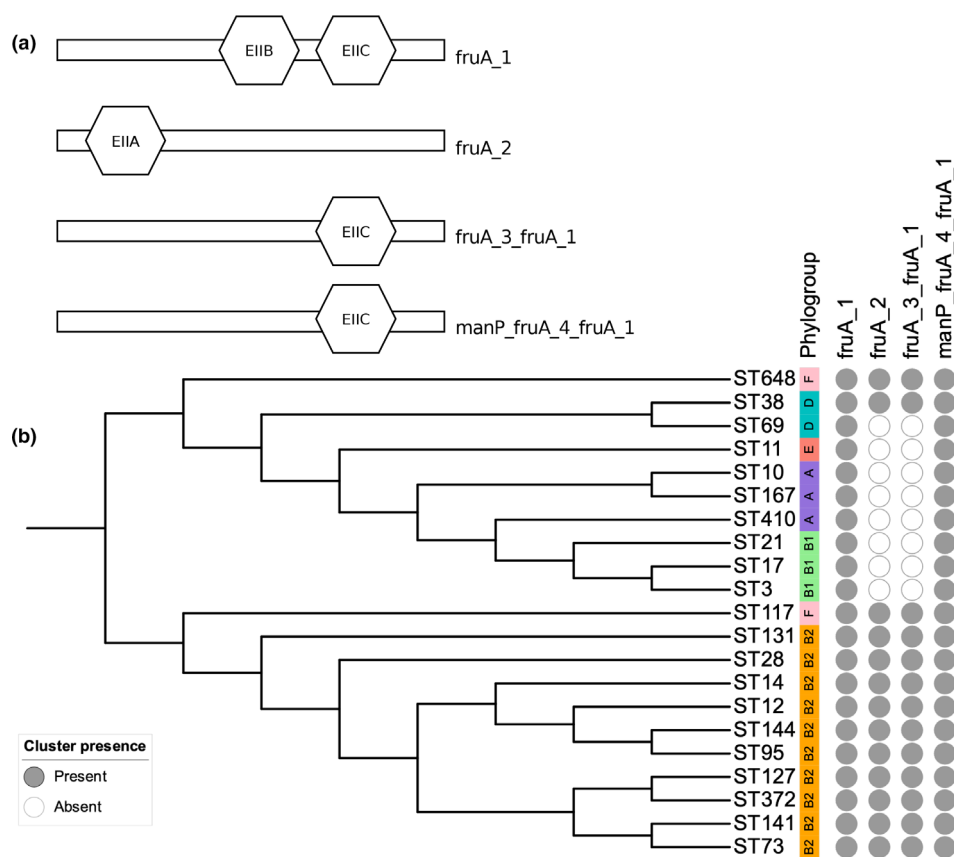 (a)
EIIB EIIC fruA_1
EIIA fruA_2
EIIC fruA_3_fruA_1
EIIC manP_fruA_4_fruA_1
Phylogroup
fruA_1
fruA_2
fruA_3_fruA_1
manP_fruA_4_fruA_1
(b)
ST648 F
ST38 D
ST69 D
ST11 E
ST10 A
ST167 A
ST410 A
ST21 B1
ST17 B1
ST3 B1
ST117 F
ST131 B2
ST28 B2
ST14 B2
ST12 B2
ST144 B2
ST95 B2
ST127 B2
ST372 B2
ST141 B2
ST73 B2
Cluster presence
Present
Absent